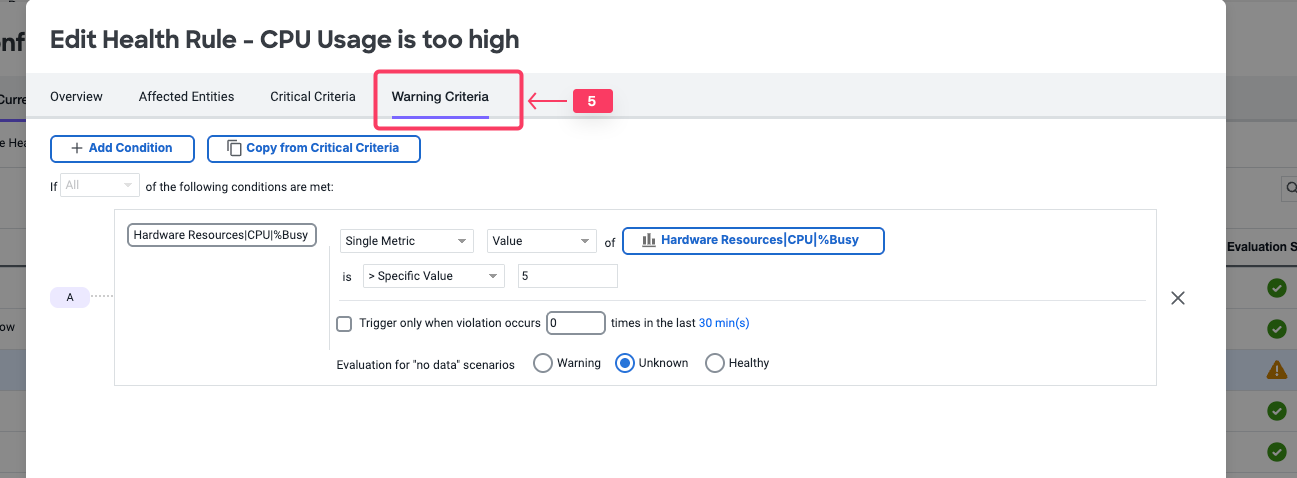 onf
Edit Health Rule - CPU Usage is too high
Curre
Overview Affected Entities Critical Criteria Warning Criteria 5
e Hea
+ Add Condition Copy from Critical Criteria
If All of the following conditions are met:
Hardware Resources|CPU|%Busy Single Metric Value of Hardware Resources|CPU|%Busy
Evaluation S
is > Specific Value 5
A
Trigger only when violation occurs 0 times in the last 30 min(s)
ow
Evaluation for "no data" scenarios Warning Unknown Healthy